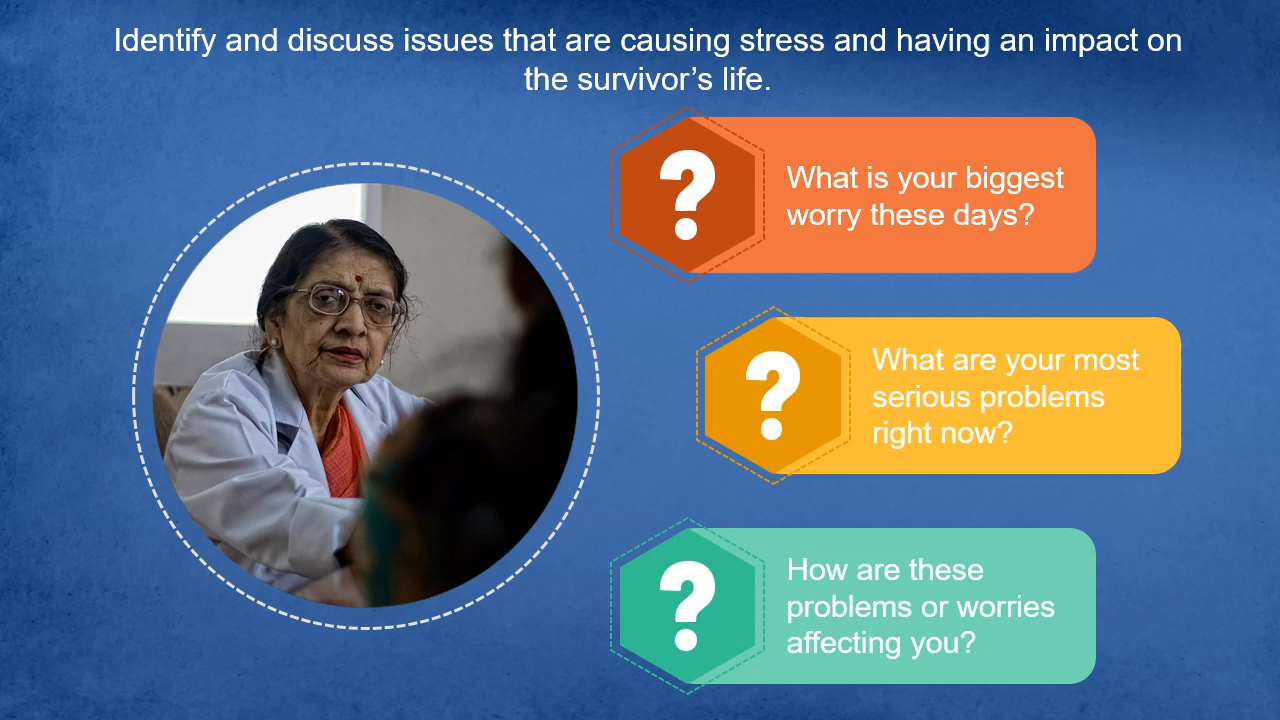 Identify and discuss issues that are causing stress and having an impact on
the survivor’s life.
?
What is your biggest
worry these days?
?
What are your most
serious problems
right now?
?
How are these
problems or worries
affecting you?